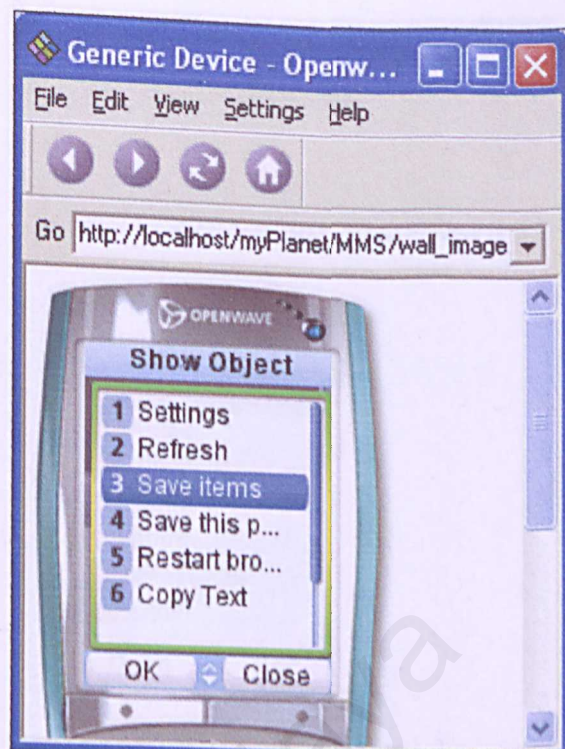 Generic Device - Openw...
File Edit View Settings Help
Go http://localhost/myPlanet/MMS/wall_image
OPENWAVE
Show Object
1 Settings
2 Refresh
3 Save items
4 Save this p...
5 Restart bro...
6 Copy Text
OK Close